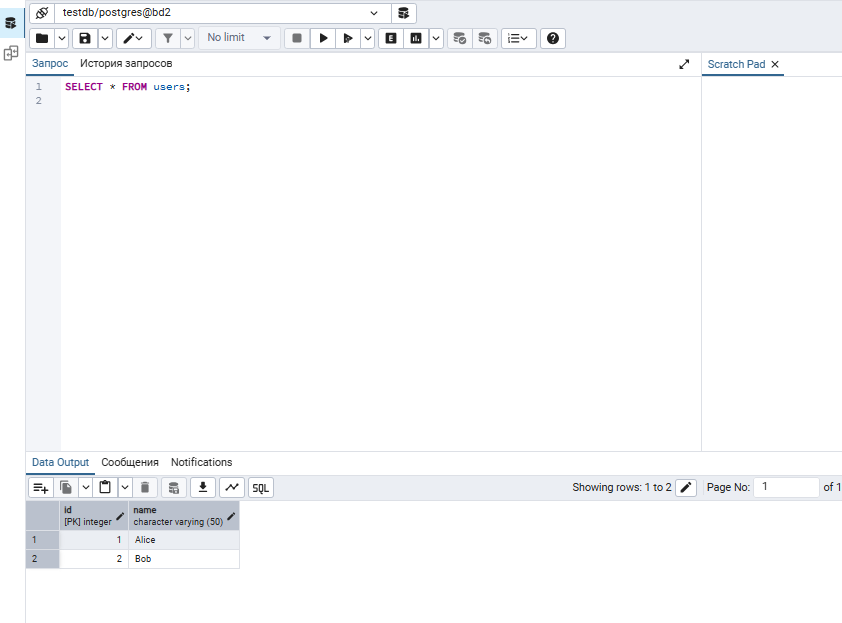 testdb/postgres@bd2
No limit
E
Запрос История запросов
Scratch Pad
1 SELECT * FROM users;
2
Data Output Сообщения Notifications
SQL Showing rows: 1 to 2 Page No: 1 of 1
id name
[PK] integer character varying (50)
1 1 Alice
2 2 Bob